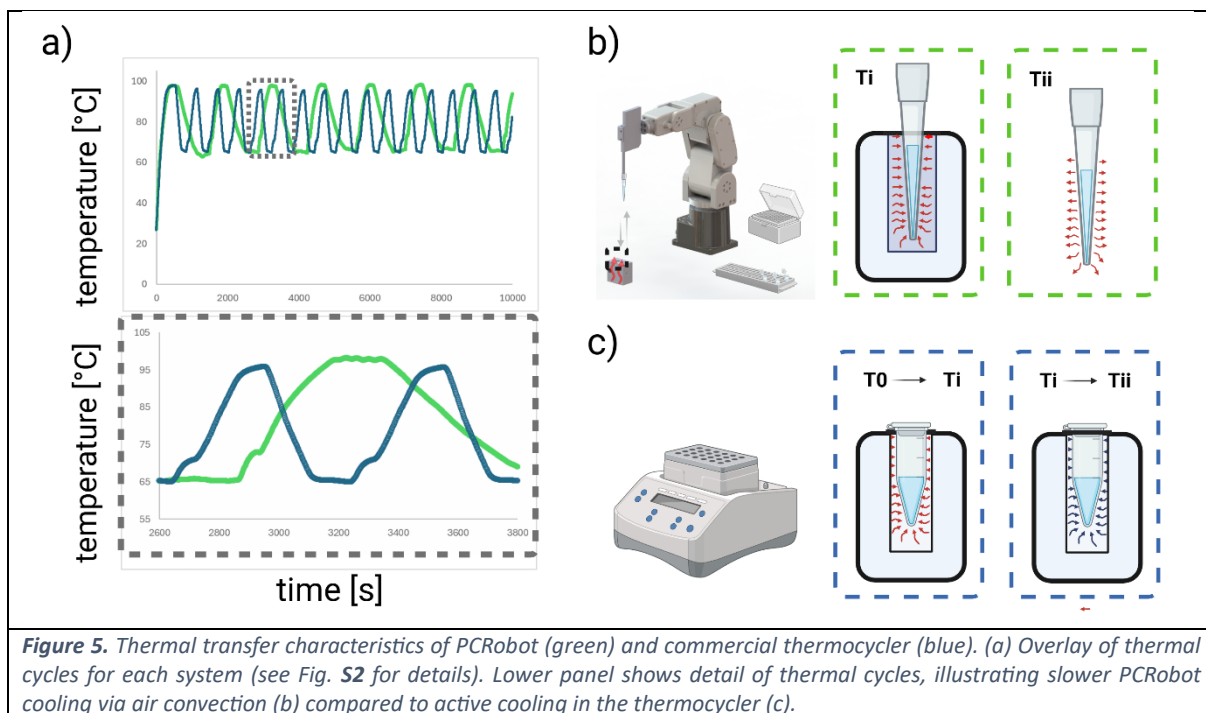 a)
temperature [°C]
100
80
60
40
20
0
0 2000 4000 6000 8000 10000
temperature [°C]
105
95
85
75
65
55
2600 2800 3000 3200 3400 3600 3800
time [s]
b)
Ti
Tii
c)
T0 → Ti
Ti → Tii
Figure 5. Thermal transfer characteristics of PCRobot (green) and commercial thermocycler (blue). (a) Overlay of thermal
cycles for each system (see Fig. S2 for details). Lower panel shows detail of thermal cycles, illustrating slower PCRobot
cooling via air convection (b) compared to active cooling in the thermocycler (c).